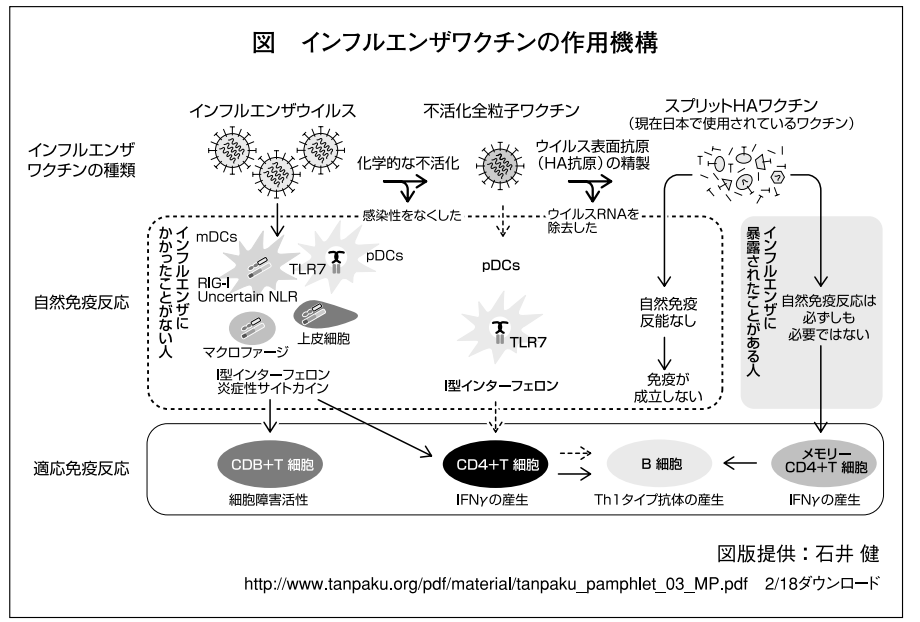 図　インフルエンザワクチンの作用機構
インフルエンザ
ワクチンの種類
インフルエンザウイルス
化学的な不活化
感染性をなくした
不活化全粒子ワクチン
ウイルス表面抗原
（HA抗原）の精製
ウイルスRNAを
除去した
スプリットHAワクチン
（現在日本で使用されているワクチン）
自然免疫反応
インフルエンザに
かかったことがない人
mDCs
RIG-I
Uncertain NLR
TLR7
pDCs
マクロファージ
上皮細胞
I型インターフェロン
炎症性サイトカイン
pDCs
TLR7
I型インターフェロン
自然免疫
反能なし
免疫が
成立しない
インフルエンザに
暴露されたことがある人
自然免疫反応は
必ずしも
必要ではない
適応免疫反応
CDB+T 細胞
細胞障害活性
CD4+T 細胞
IFNγの産生
B 細胞
Th1タイプ抗体の産生
メモリー
CD4+T 細胞
IFNγの産生
図版提供：石井 健
http://www.tanpaku.org/pdf/material/tanpaku_pamphlet_03_MP.pdf　2/18ダウンロード